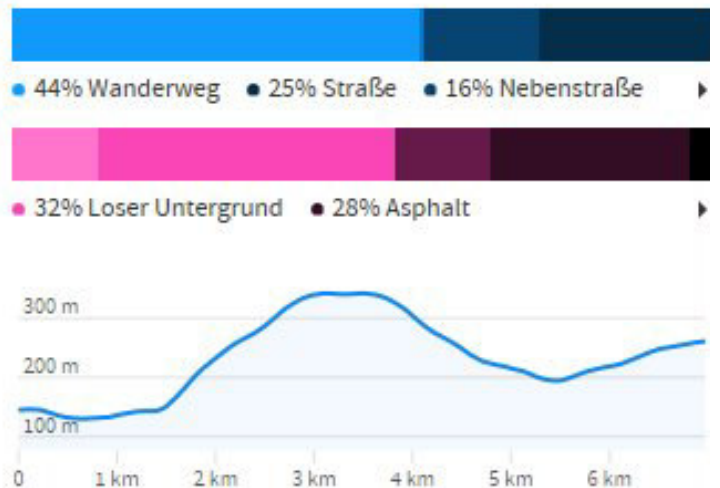 44% Wanderweg 25% Straße 16% Nebenstraße
32% Loser Untergrund 28% Asphalt
300 m
200 m
100 m
0 1 km 2 km 3 km 4 km 5 km 6 km